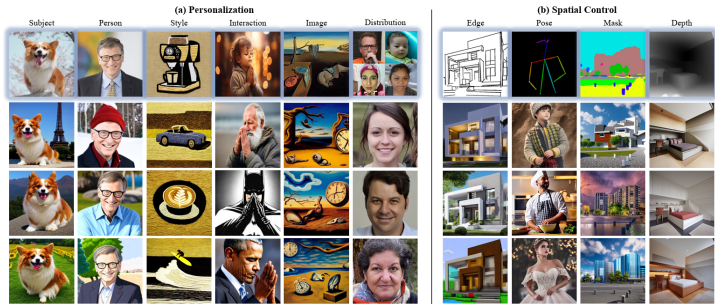 (a) Personalization
(b) Spatial Control
Subject Person Style Interaction Image Distribution
Edge Pose Mask Depth